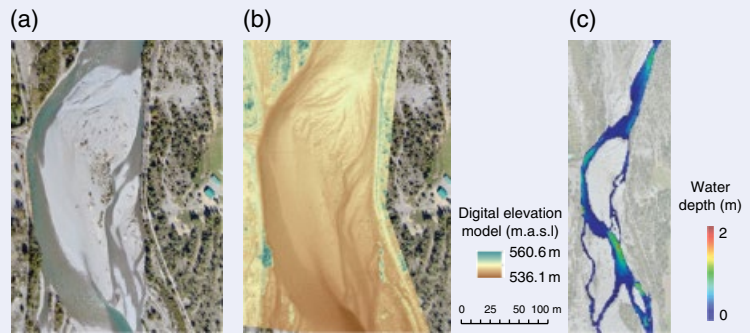 (a)
(b)
(c)
Digital elevation
model (m.a.s.l)
560.6 m
536.1 m
0 25 50 100 m
Water
depth (m)
2
0